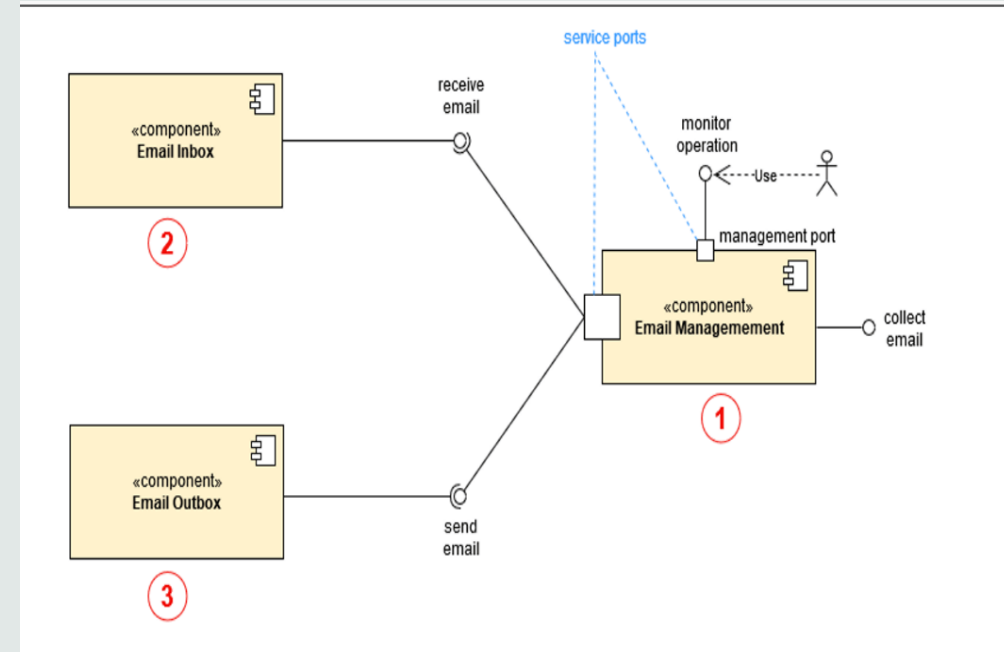 service ports
receive
email
«component»
Email Inbox
2
monitor
operation
Use
management port
«component»
Email Managemement
collect
email
1
«component»
Email Outbox
send
email
3